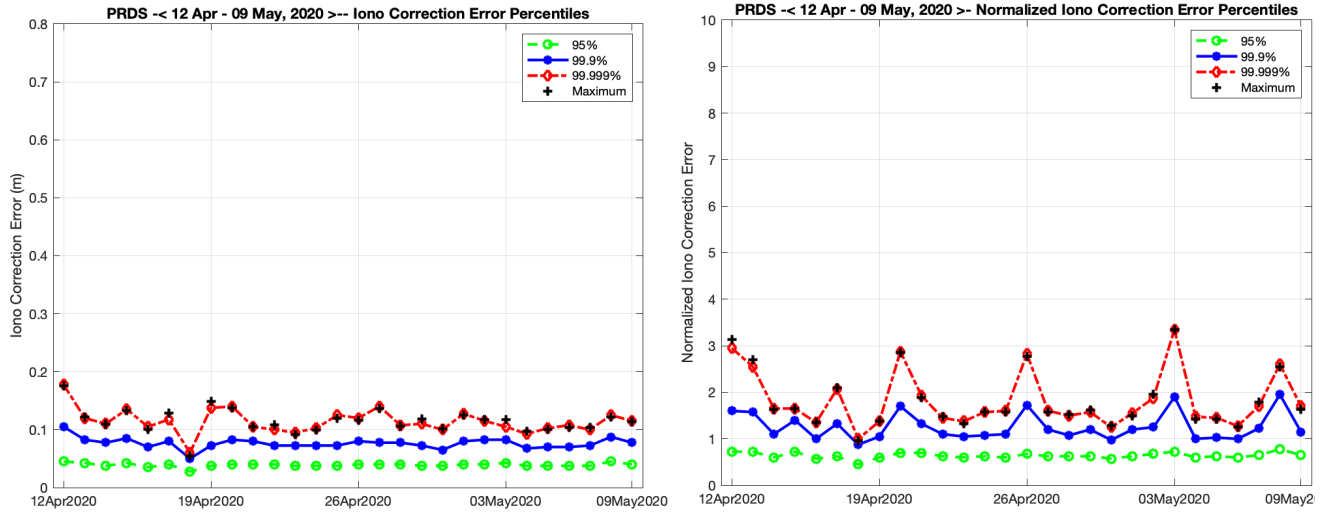 PRDS -< 12 Apr - 09 May, 2020 >-- Iono Correction Error Percentiles
0.8
0.7
0.6
0.5
0.4
0.3
0.2
0.1
0
Iono Correction Error (m)
95%
99.9%
99.999%
Maximum
12Apr2020
19Apr2020
26Apr2020
03May2020
09May2020
PRDS -< 12 Apr - 09 May, 2020 >- Normalized Iono Correction Error Percentiles
10
9
8
7
6
5
4
3
2
1
0
Normalized Iono Correction Error
95%
99.9%
99.999%
Maximum
12Apr2020
19Apr2020
26Apr2020
03May2020
09May202